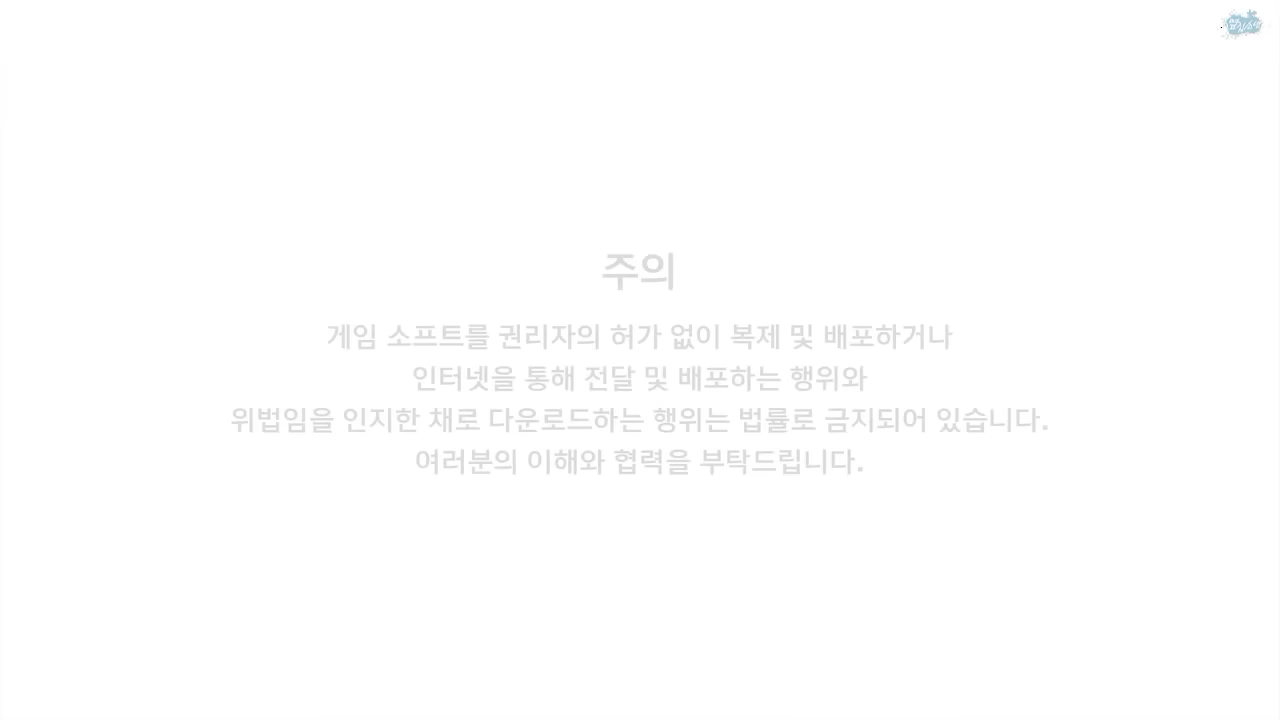 주의
게임 소프트를 권리자의 허가 없이 복제 및 배포하거나
인터넷을 통해 전달 및 배포하는 행위와
위법임을 인지한 채로 다운로드하는 행위는 법률로 금지되어 있습니다.
여러분의 이해와 협력을 부탁드립니다.